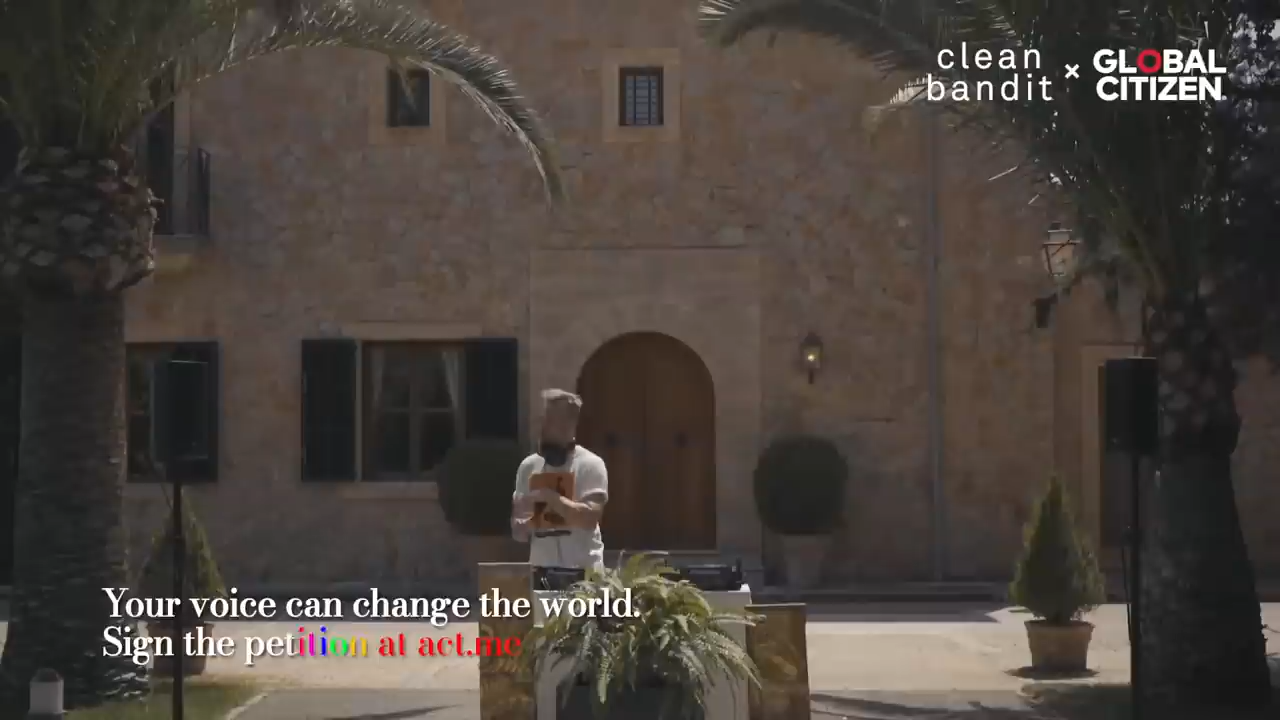 clean
bandit × GLOBAL
CITIZEN
Your voice can change the world.
Sign the petition at act.me